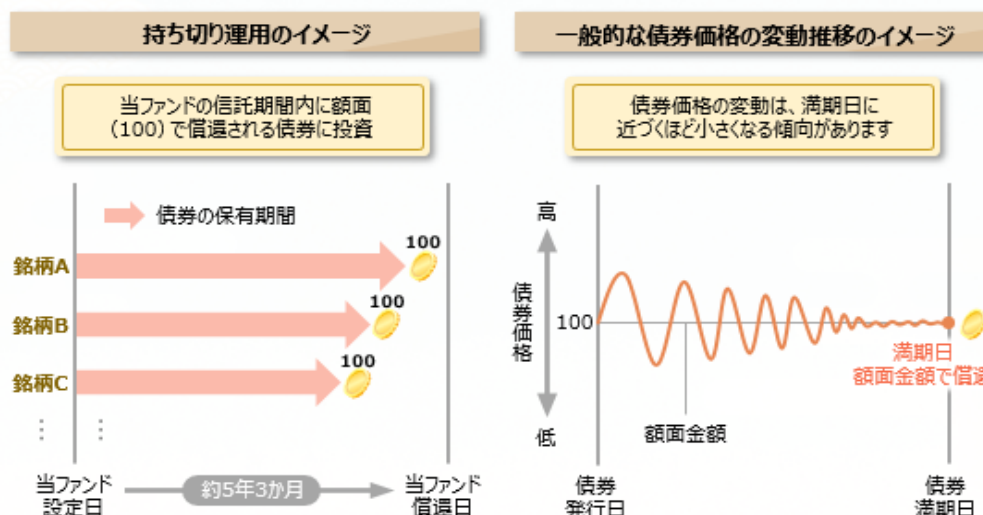 持ち切り運用のイメージ
当ファンドの信託期間内に額面
（100）で償還される債券に投資
債券の保有期間
銘柄A
100
銘柄B
100
銘柄C
100
当ファンド
設定日
約5年3か月
当ファンド
償還日
一般的な債券価格の変動推移のイメージ
債券価格の変動は、満期日に
近づくほど小さくなる傾向があります
高
債券価格
100
低
額面金額
満期日
額面金額で償還
債券
発行日
債券
満期日